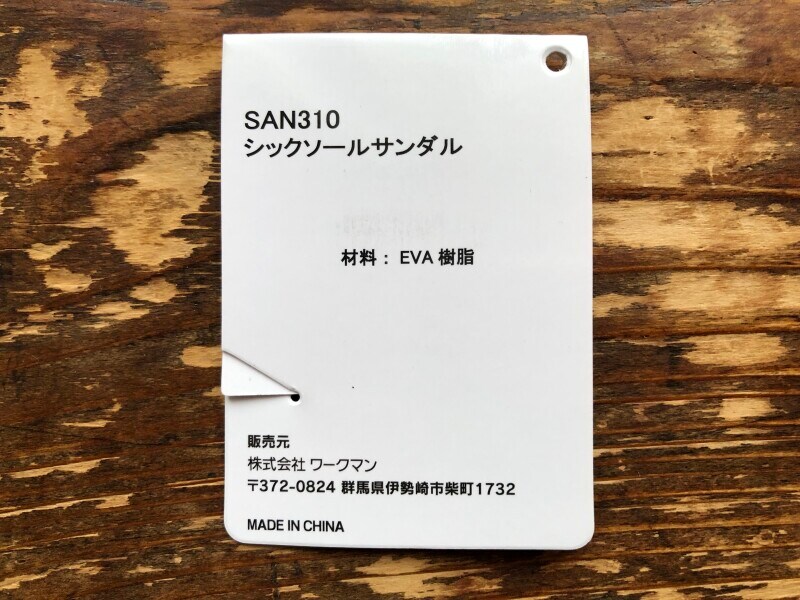 SAN310
シックソールサンダル
材料： EVA 樹脂
販売元
株式会社 ワークマン
〒372-0824 群馬県伊勢崎市柴町1732
MADE IN CHINA